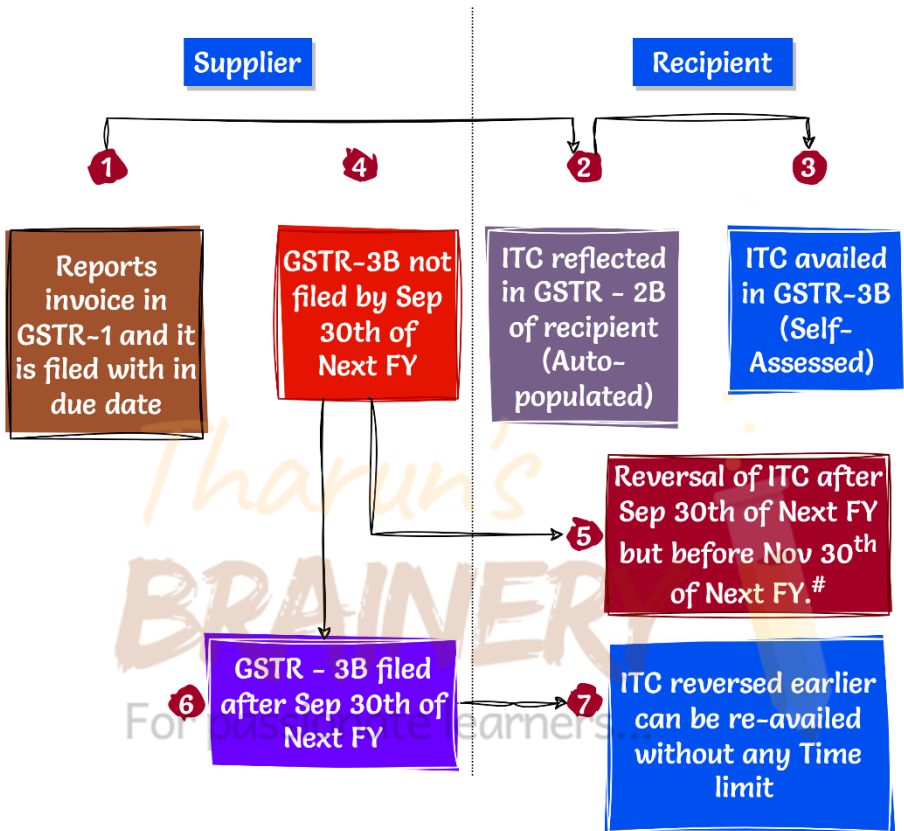 Supplier
Recipient
1
4
2
3
Reports
invoice in
GSTR-1 and it
is filed with in
due date
GSTR-3B not
filed by Sep
30th of
Next FY
ITC reflected
in GSTR - 2B
of recipient
(Auto-
populated)
ITC availed
in GSTR-3B
(Self-
Assessed)
Tharun's
BRAINERY
For passionate learners...
5
Reversal of ITC after
Sep 30th of Next FY
but before Nov 30th
of Next FY.#
6
GSTR - 3B filed
after Sep 30th of
Next FY
7
ITC reversed earlier
can be re-availed
without any Time
limit